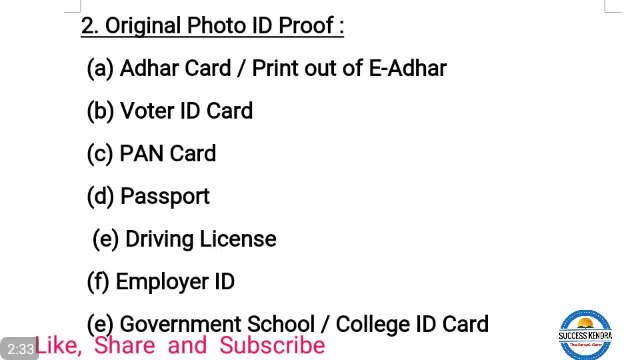 2. Original Photo ID Proof :
(a) Adhar Card / Print out of E-Adhar
(b) Voter ID Card
(c) PAN Card
(d) Passport
(e) Driving License
(f) Employer ID
(e) Government School / College ID Card
SUCCESS KENDRA
2:33
Like, Share and Subscribe